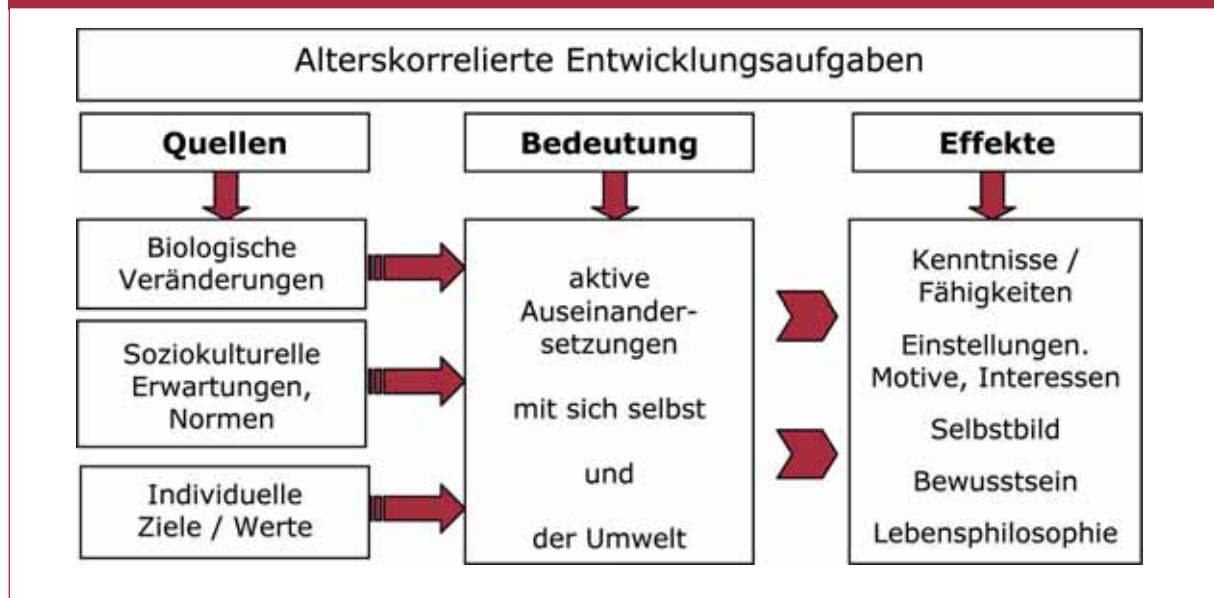 Alterskorrelierte Entwicklungsaufgaben
Quellen
Bedeutung
Effekte
Biologische
Veränderungen
Soziokulturelle
Erwartungen,
Normen
Individuelle
Ziele / Werte
aktive
Auseinander-
setzungen
mit sich selbst
und
der Umwelt
Kenntnisse /
Fähigkeiten
Einstellungen.
Motive, Interessen
Selbstbild
Bewusstsein
Lebensphilosophie